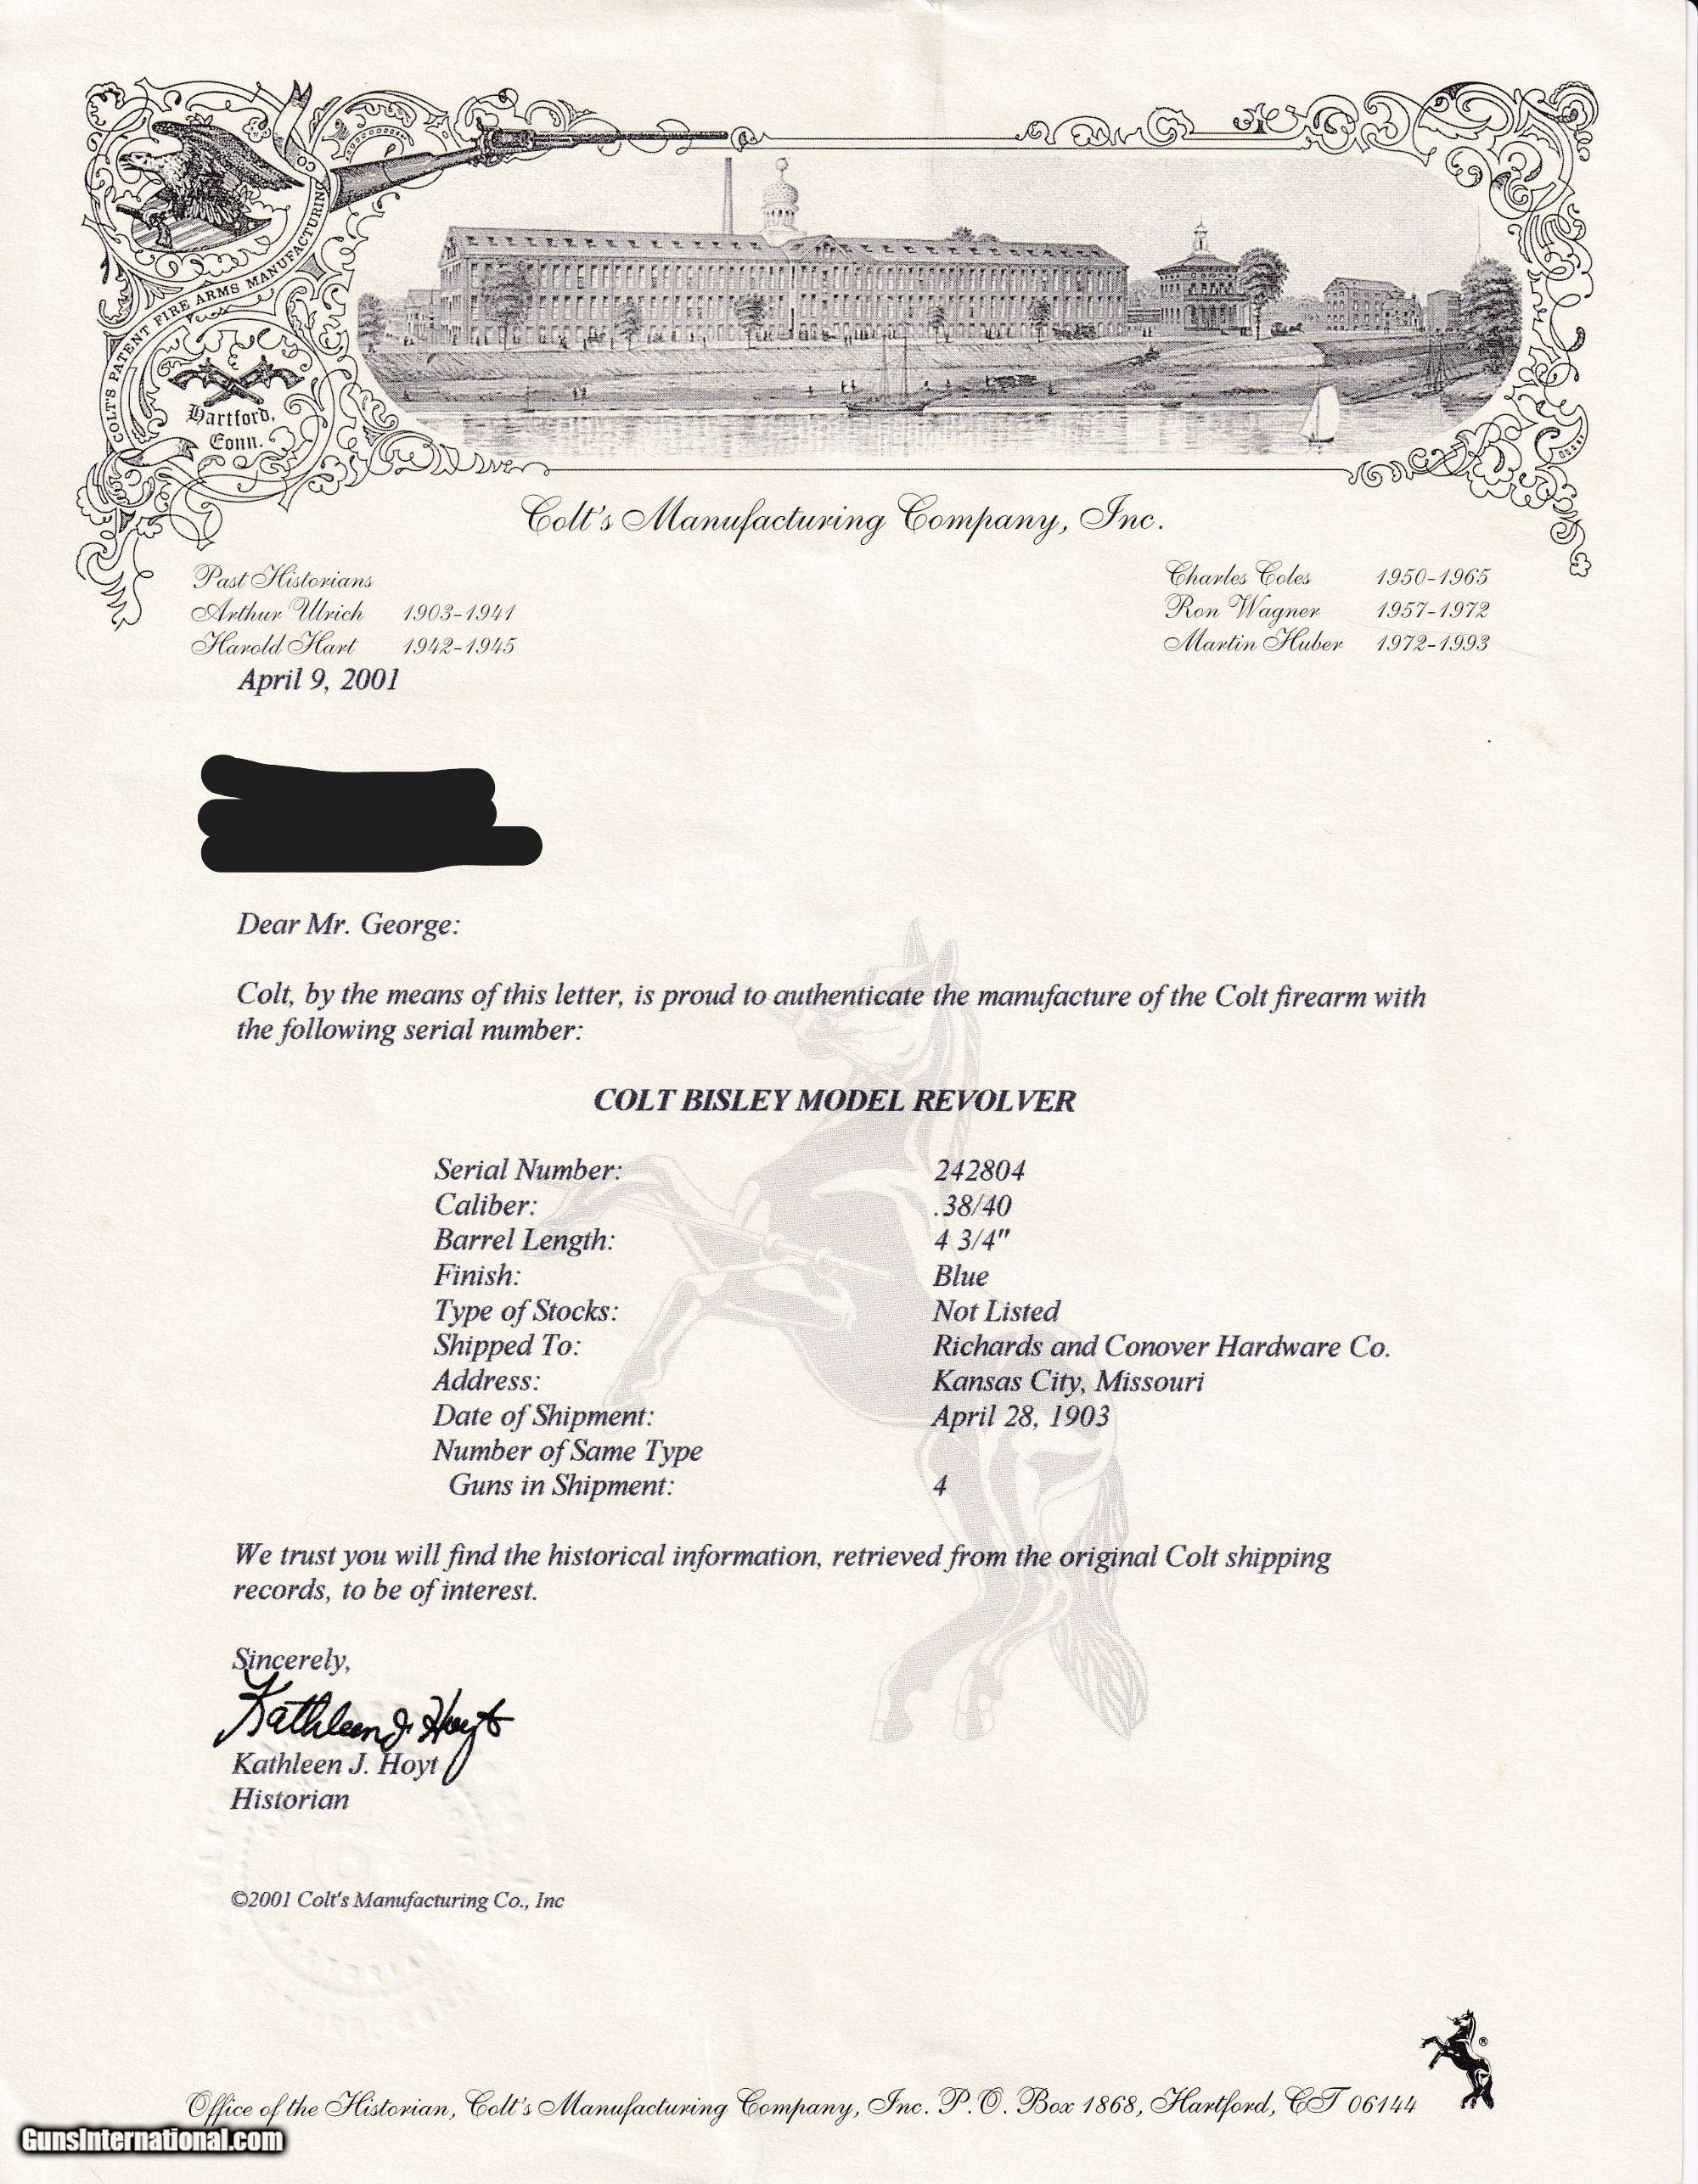 COLT'S PATENT FIRE ARMS MANUFACTURING CO
Hartford,
Conn.
Colt's Manufacturing Company, Inc.
Past Historians
Arthur Ulrich 1903-1941
Harold Hart 1942-1945
Charles Coles 1950-1965
Ron Wagner 1957-1972
Martin Huber 1972-1993
April 9, 2001
Dear Mr. George:
Colt, by the means of this letter, is proud to authenticate the manufacture of the Colt firearm with
the following serial number:
COLT BISLEY MODEL REVOLVER
Serial Number: 242804
Caliber: .38/40
Barrel Length: 4 3/4"
Finish: Blue
Type of Stocks: Not Listed
Shipped To: Richards and Conover Hardware Co.
Address: Kansas City, Missouri
Date of Shipment: April 28, 1903
Number of Same Type
Guns in Shipment: 4
We trust you will find the historical information, retrieved from the original Colt shipping
records, to be of interest.
Sincerely,
Kathleen J. Hoyt
Kathleen J. Hoyt
Historian
©2001 Colt's Manufacturing Co., Inc
®
Office of the Historian, Colt's Manufacturing Company, Inc. P.O. Box 1868, Hartford, CT 06144
GunsInternational.com